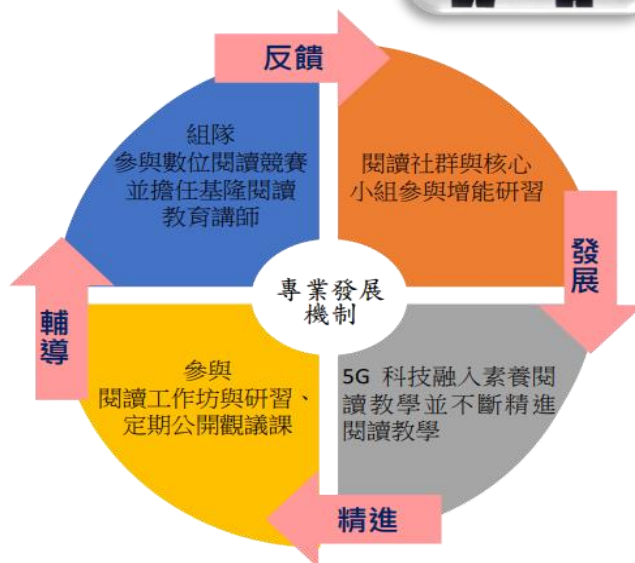 反饋
組隊
參與數位閱讀競賽
並擔任基隆閱讀
教育講師
閱讀社群與核心
小組參與增能研習
發展
專業發展
機制
輔導
參與
閱讀工作坊與研習、
定期公開觀議課
5G 科技融入素養閱
讀教學並不斷精進
閱讀教學
精進